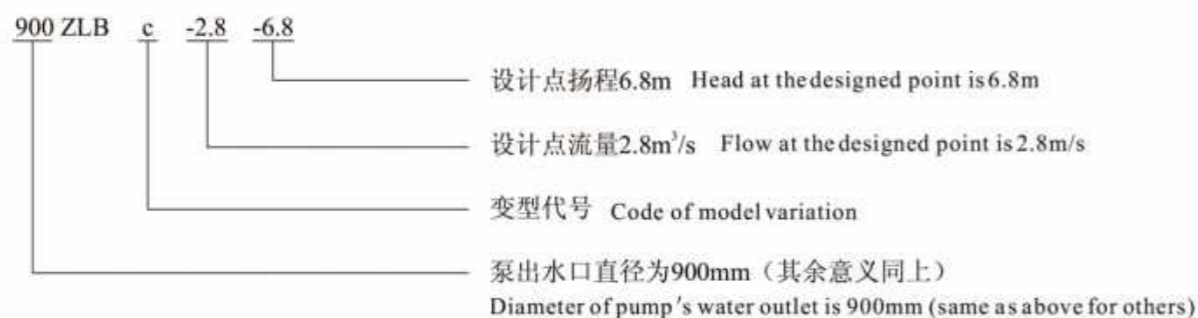 900 ZLB c -2.8 -6.8
设计点扬程6.8m Head at the designed point is 6.8m
设计点流量2.8m³/s Flow at the designed point is 2.8m/s
变型代号 Code of model variation
泵出水口直径为900mm（其余意义同上）
Diameter of pump's water outlet is 900mm (same as above for others)